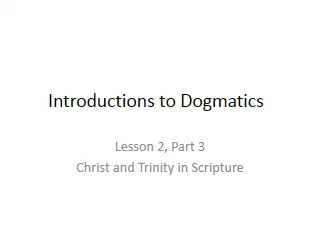 Introductions to Dogmatics
Lesson 2, Part 3
Christ and Trinity in Scripture